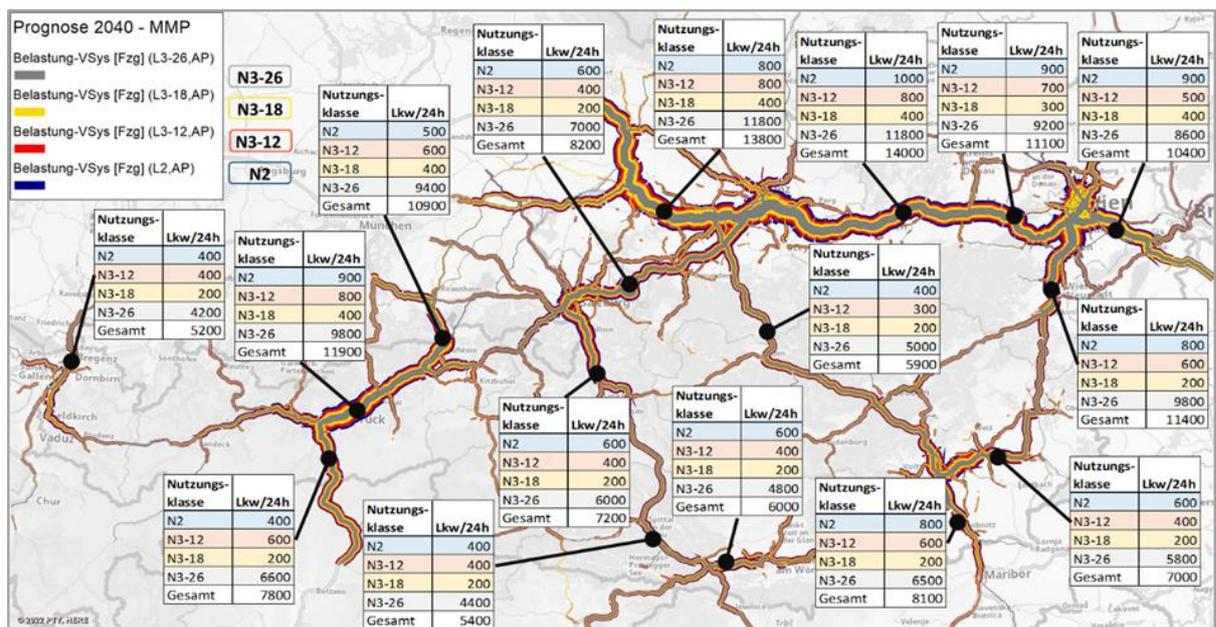 Prognose 2040 - MMP
Belastung-VSys [Fzg] (L3-26,AP)
Belastung-VSys [Fzg] (L3-18,AP)
Belastung-VSys [Fzg] (L3-12,AP)
Belastung-VSys [Fzg] (L2,AP)
N3-26
N3-18
N3-12
N2
Nutzungs-
klasse Lkw/24h
N2 500
N3-12 600
N3-18 400
N3-26 9400
Gesamt 10900
Nutzungs-
klasse Lkw/24h
N2 600
N3-12 400
N3-18 200
N3-26 7000
Gesamt 8200
Nutzungs-
klasse Lkw/24h
N2 800
N3-12 800
N3-18 400
N3-26 11800
Gesamt 13800
Nutzungs-
klasse Lkw/24h
N2 1000
N3-12 800
N3-18 400
N3-26 11800
Gesamt 14000
Nutzungs-
klasse Lkw/24h
N2 900
N3-12 700
N3-18 300
N3-26 9200
Gesamt 11100
Nutzungs-
klasse Lkw/24h
N2 900
N3-12 500
N3-18 400
N3-26 8600
Gesamt 10400
Nutzungs-
klasse Lkw/24h
N2 400
N3-12 400
N3-18 200
N3-26 4200
Gesamt 5200
Nutzungs-
klasse Lkw/24h
N2 900
N3-12 800
N3-18 400
N3-26 9800
Gesamt 11900
Nutzungs-
klasse Lkw/24h
N2 400
N3-12 300
N3-18 200
N3-26 5000
Gesamt 5900
Nutzungs-
klasse Lkw/24h
N2 800
N3-12 600
N3-18 200
N3-26 9800
Gesamt 11400
Nutzungs-
klasse Lkw/24h
N2 400
N3-12 600
N3-18 200
N3-26 6600
Gesamt 7800
Nutzungs-
klasse Lkw/24h
N2 400
N3-12 400
N3-18 200
N3-26 4400
Gesamt 5400
Nutzungs-
klasse Lkw/24h
N2 600
N3-12 400
N3-18 200
N3-26 6000
Gesamt 7200
Nutzungs-
klasse Lkw/24h
N2 600
N3-12 400
N3-18 200
N3-26 4800
Gesamt 6000
Nutzungs-
klasse Lkw/24h
N2 800
N3-12 600
N3-18 200
N3-26 6500
Gesamt 8100
Nutzungs-
klasse Lkw/24h
N2 600
N3-12 400
N3-18 200
N3-26 5800
Gesamt 7000
München
Rosenheim
Kitzbühel
Sonthofen
Dornbirn
Vaduz
Chur
Bolzano
Maribor
Velenje
© 2022 PTV, HERE